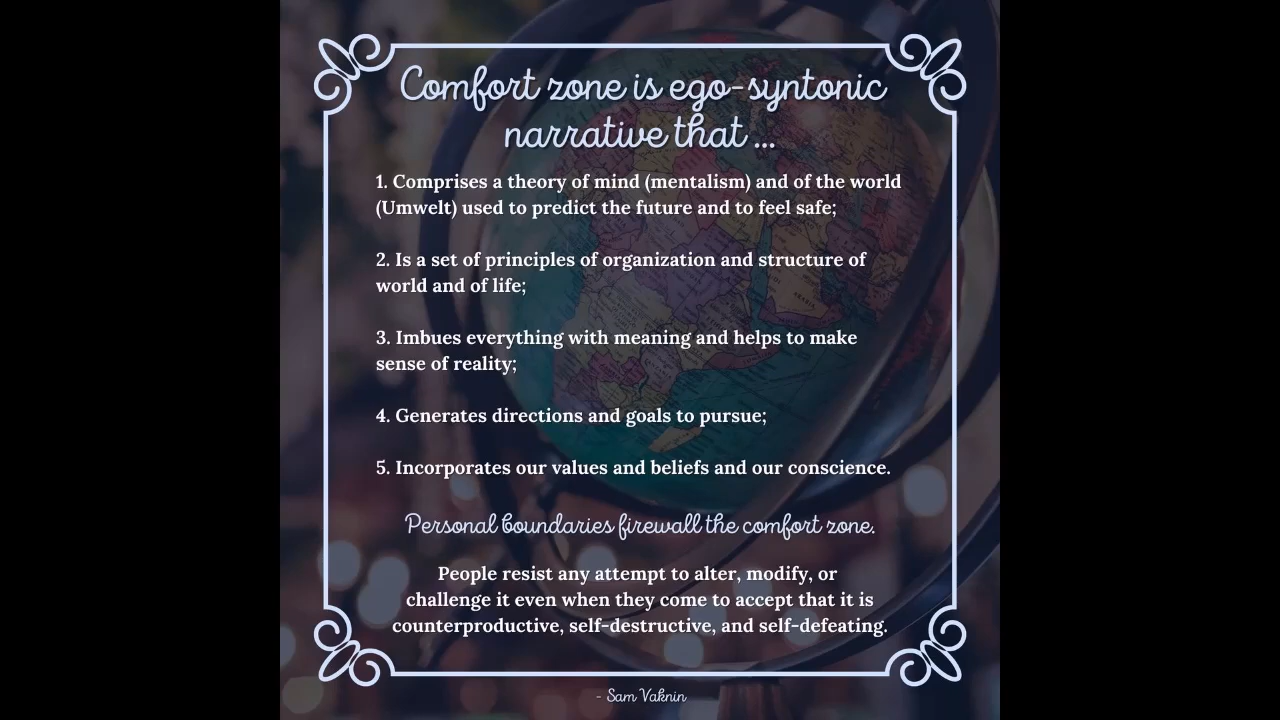 Comfort zone is ego-syntonic
narrative that ...
1. Comprises a theory of mind (mentalism) and of the world
(Umwelt) used to predict the future and to feel safe;
2. Is a set of principles of organization and structure of
world and of life;
3. Imbues everything with meaning and helps to make
sense of reality;
4. Generates directions and goals to pursue;
5. Incorporates our values and beliefs and our conscience.
Personal boundaries firewall the comfort zone.
People resist any attempt to alter, modify, or
challenge it even when they come to accept that it is
counterproductive, self-destructive, and self-defeating.
- Sam Vaknin